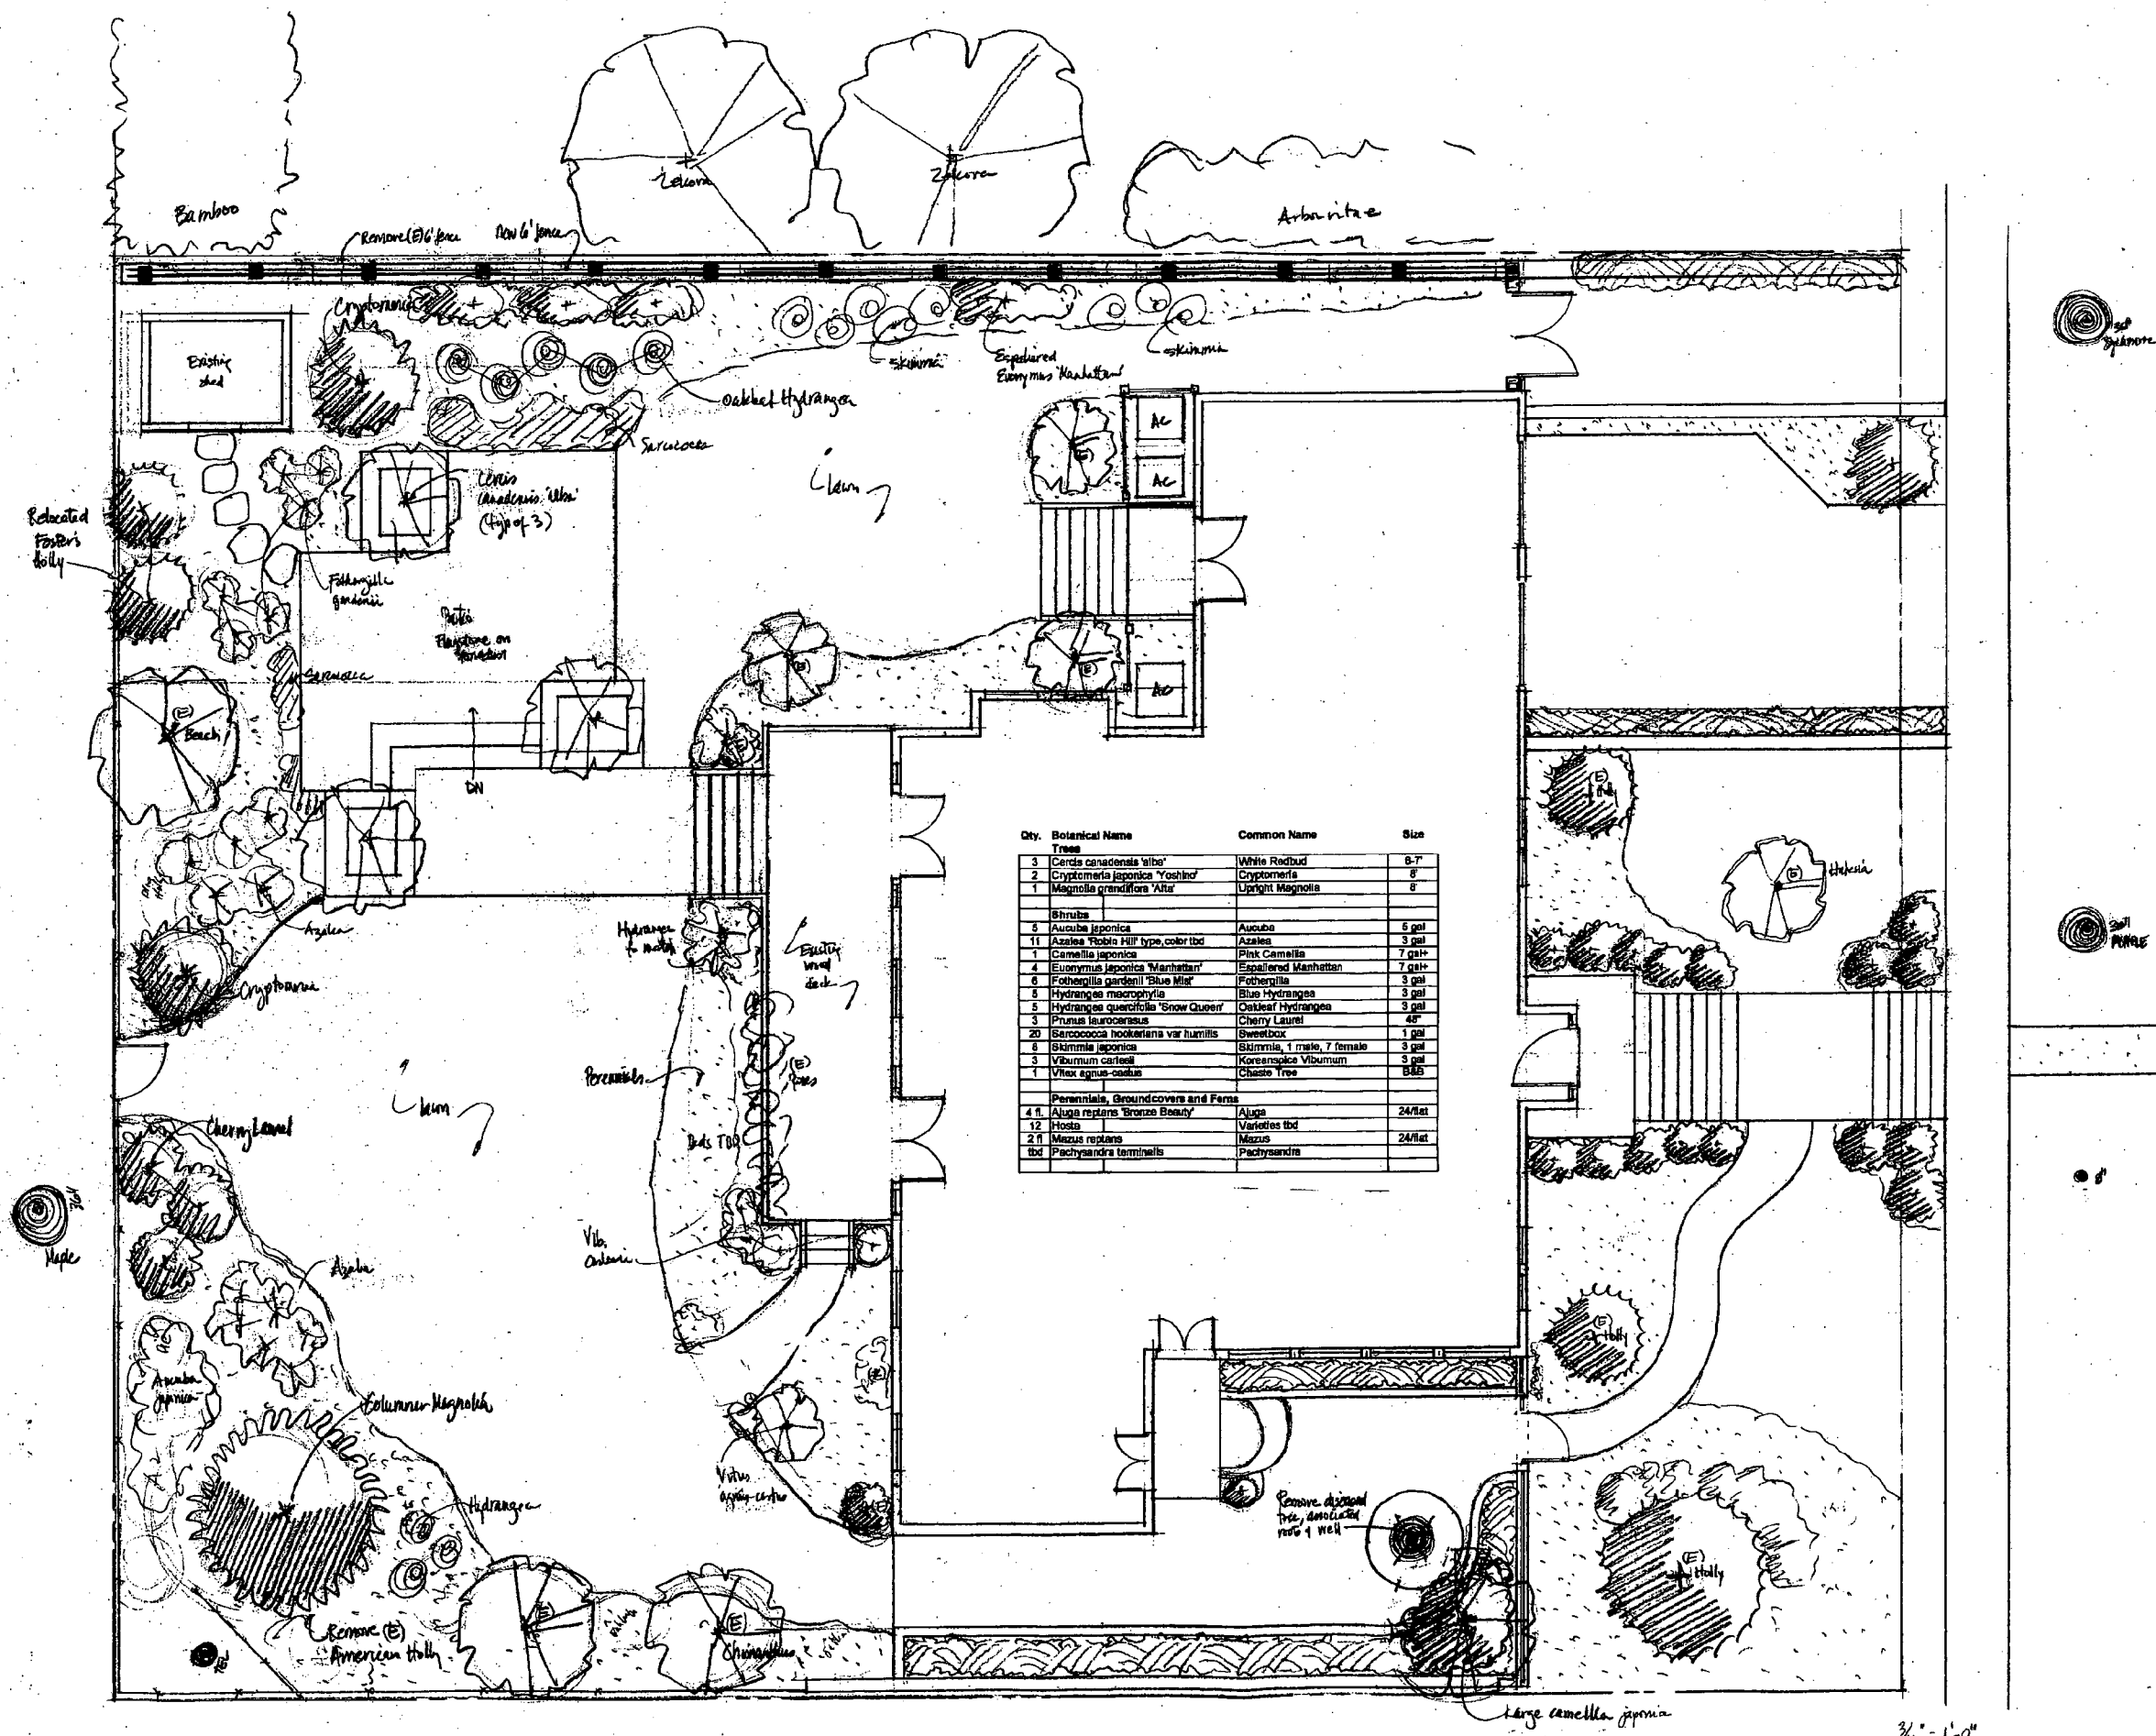 Zelkova
Zelkova
Bamboo
Remove (E) 6' fence
New 6' fence
Arborvitae
Cryptomeria
Existing
shed
Skimmia
Espaliered
Euonymus 'Manhattan'
Skimmia
Oakleaf Hydrangea
Sarcococca
AC
AC
(E)
Lawn
Cercis
canadensis 'alba'
(typ of 3)
Relocated
Foster's
Holly
Fothergilla
gardenii
Patio
Flagstone on
Sarcococca
(E)
(E)
AC
(E)
Beech
DN
(E)
Holly
(E)
Halesia
Azalea
Hydrangea
to match
Existing
wood
deck
Cryptomeria
Perennials
(E)
Lawn
Beds TBD
Cherry Laurel
36"
Maple
Azalea
Vib.
Aucuba
japonica
Columnar Magnolia
Vitex
agnus-castus
Hydrangea
Remove (E)
American Holly
(E)
(E)
Remove diseased
tree, associated
roots & well
(E)
Holly
(E)
Holly
Large camellia japonica
36"
Sycamore
8"
Qty. Botanical Name Common Name Size
Trees
3 Cercis canadensis 'alba' White Redbud 6-7'
2 Cryptomeria japonica 'Yoshino' Cryptomeria 8'
1 Magnolia grandiflora 'Alta' Upright Magnolia 8'
Shrubs
5 Aucuba japonica Aucuba 5 gal
11 Azalea 'Robin Hill' type, color tbd Azalea 3 gal
1 Camellia japonica Pink Camellia 7 gal+
4 Euonymus japonica 'Manhattan' Espaliered Manhattan 7 gal+
6 Fothergilla gardenii 'Blue Mist' Fothergilla 3 gal
5 Hydrangea macrophylla Blue Hydrangea 3 gal
5 Hydrangea quercifolia 'Snow Queen' Oakleaf Hydrangea 3 gal
3 Prunus laurocerasus Cherry Laurel 48"
20 Sarcococca hookeriana var humilis Sweetbox 1 gal
8 Skimmia japonica Skimmia, 1 male, 7 female 3 gal
3 Viburnum carlesii Koreanspice Viburnum 3 gal
1 Vitex agnus-castus Chaste Tree B&B
Perennials, Groundcovers and Ferns
4 fl. Ajuga reptans 'Bronze Beauty' Ajuga 24/flat
12 Hosta Varieties tbd
2 fl Mazus reptans Mazus 24/flat
tbd Pachysandra terminalis Pachysandra